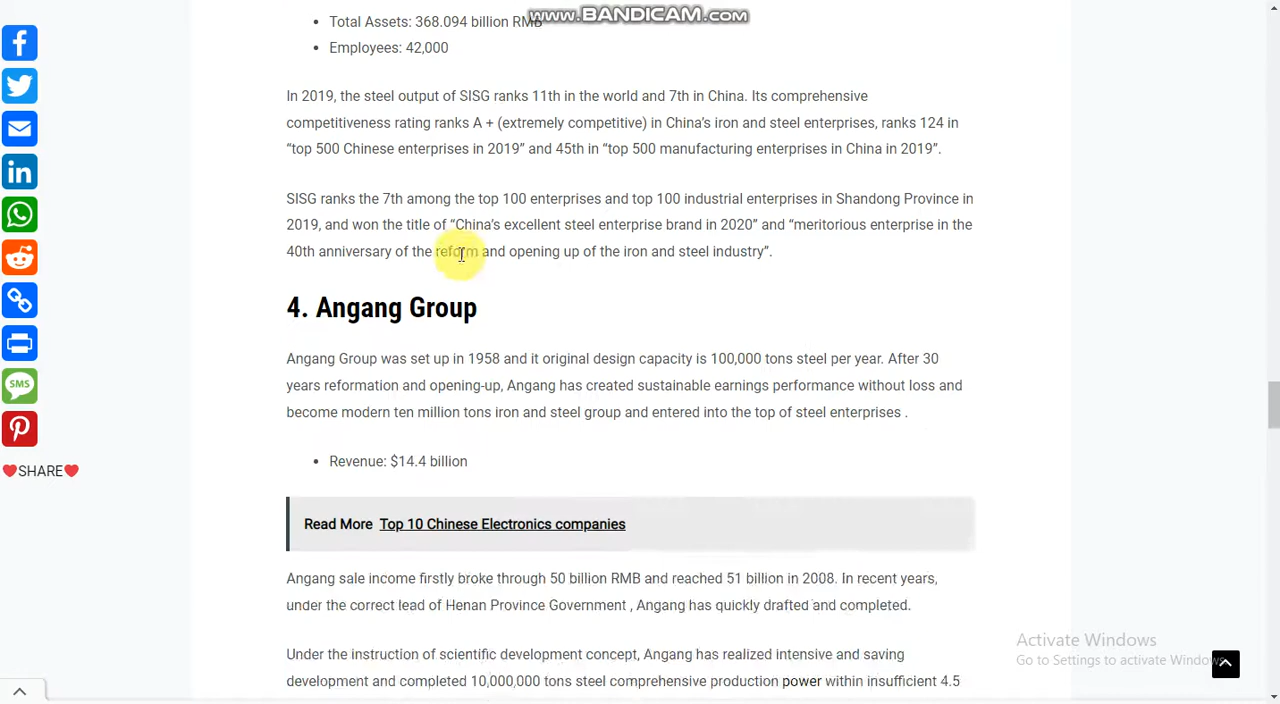 www.BANDICAM.com
Total Assets: 368.094 billion RMB
Employees: 42,000
In 2019, the steel output of SISG ranks 11th in the world and 7th in China. Its comprehensive
competitiveness rating ranks A + (extremely competitive) in China’s iron and steel enterprises, ranks 124 in
“top 500 Chinese enterprises in 2019” and 45th in “top 500 manufacturing enterprises in China in 2019”.
SISG ranks the 7th among the top 100 enterprises and top 100 industrial enterprises in Shandong Province in
2019, and won the title of “China’s excellent steel enterprise brand in 2020” and “meritorious enterprise in the
40th anniversary of the reform and opening up of the iron and steel industry”.
4. Angang Group
Angang Group was set up in 1958 and it original design capacity is 100,000 tons steel per year. After 30
years reformation and opening-up, Angang has created sustainable earnings performance without loss and
become modern ten million tons iron and steel group and entered into the top of steel enterprises .
SMS
SHARE
Revenue: $14.4 billion
Read More Top 10 Chinese Electronics companies
Angang sale income firstly broke through 50 billion RMB and reached 51 billion in 2008. In recent years,
under the correct lead of Henan Province Government , Angang has quickly drafted and completed.
Under the instruction of scientific development concept, Angang has realized intensive and saving
development and completed 10,000,000 tons steel comprehensive production power within insufficient 4.5
Activate Windows
Go to Settings to activate Windows.